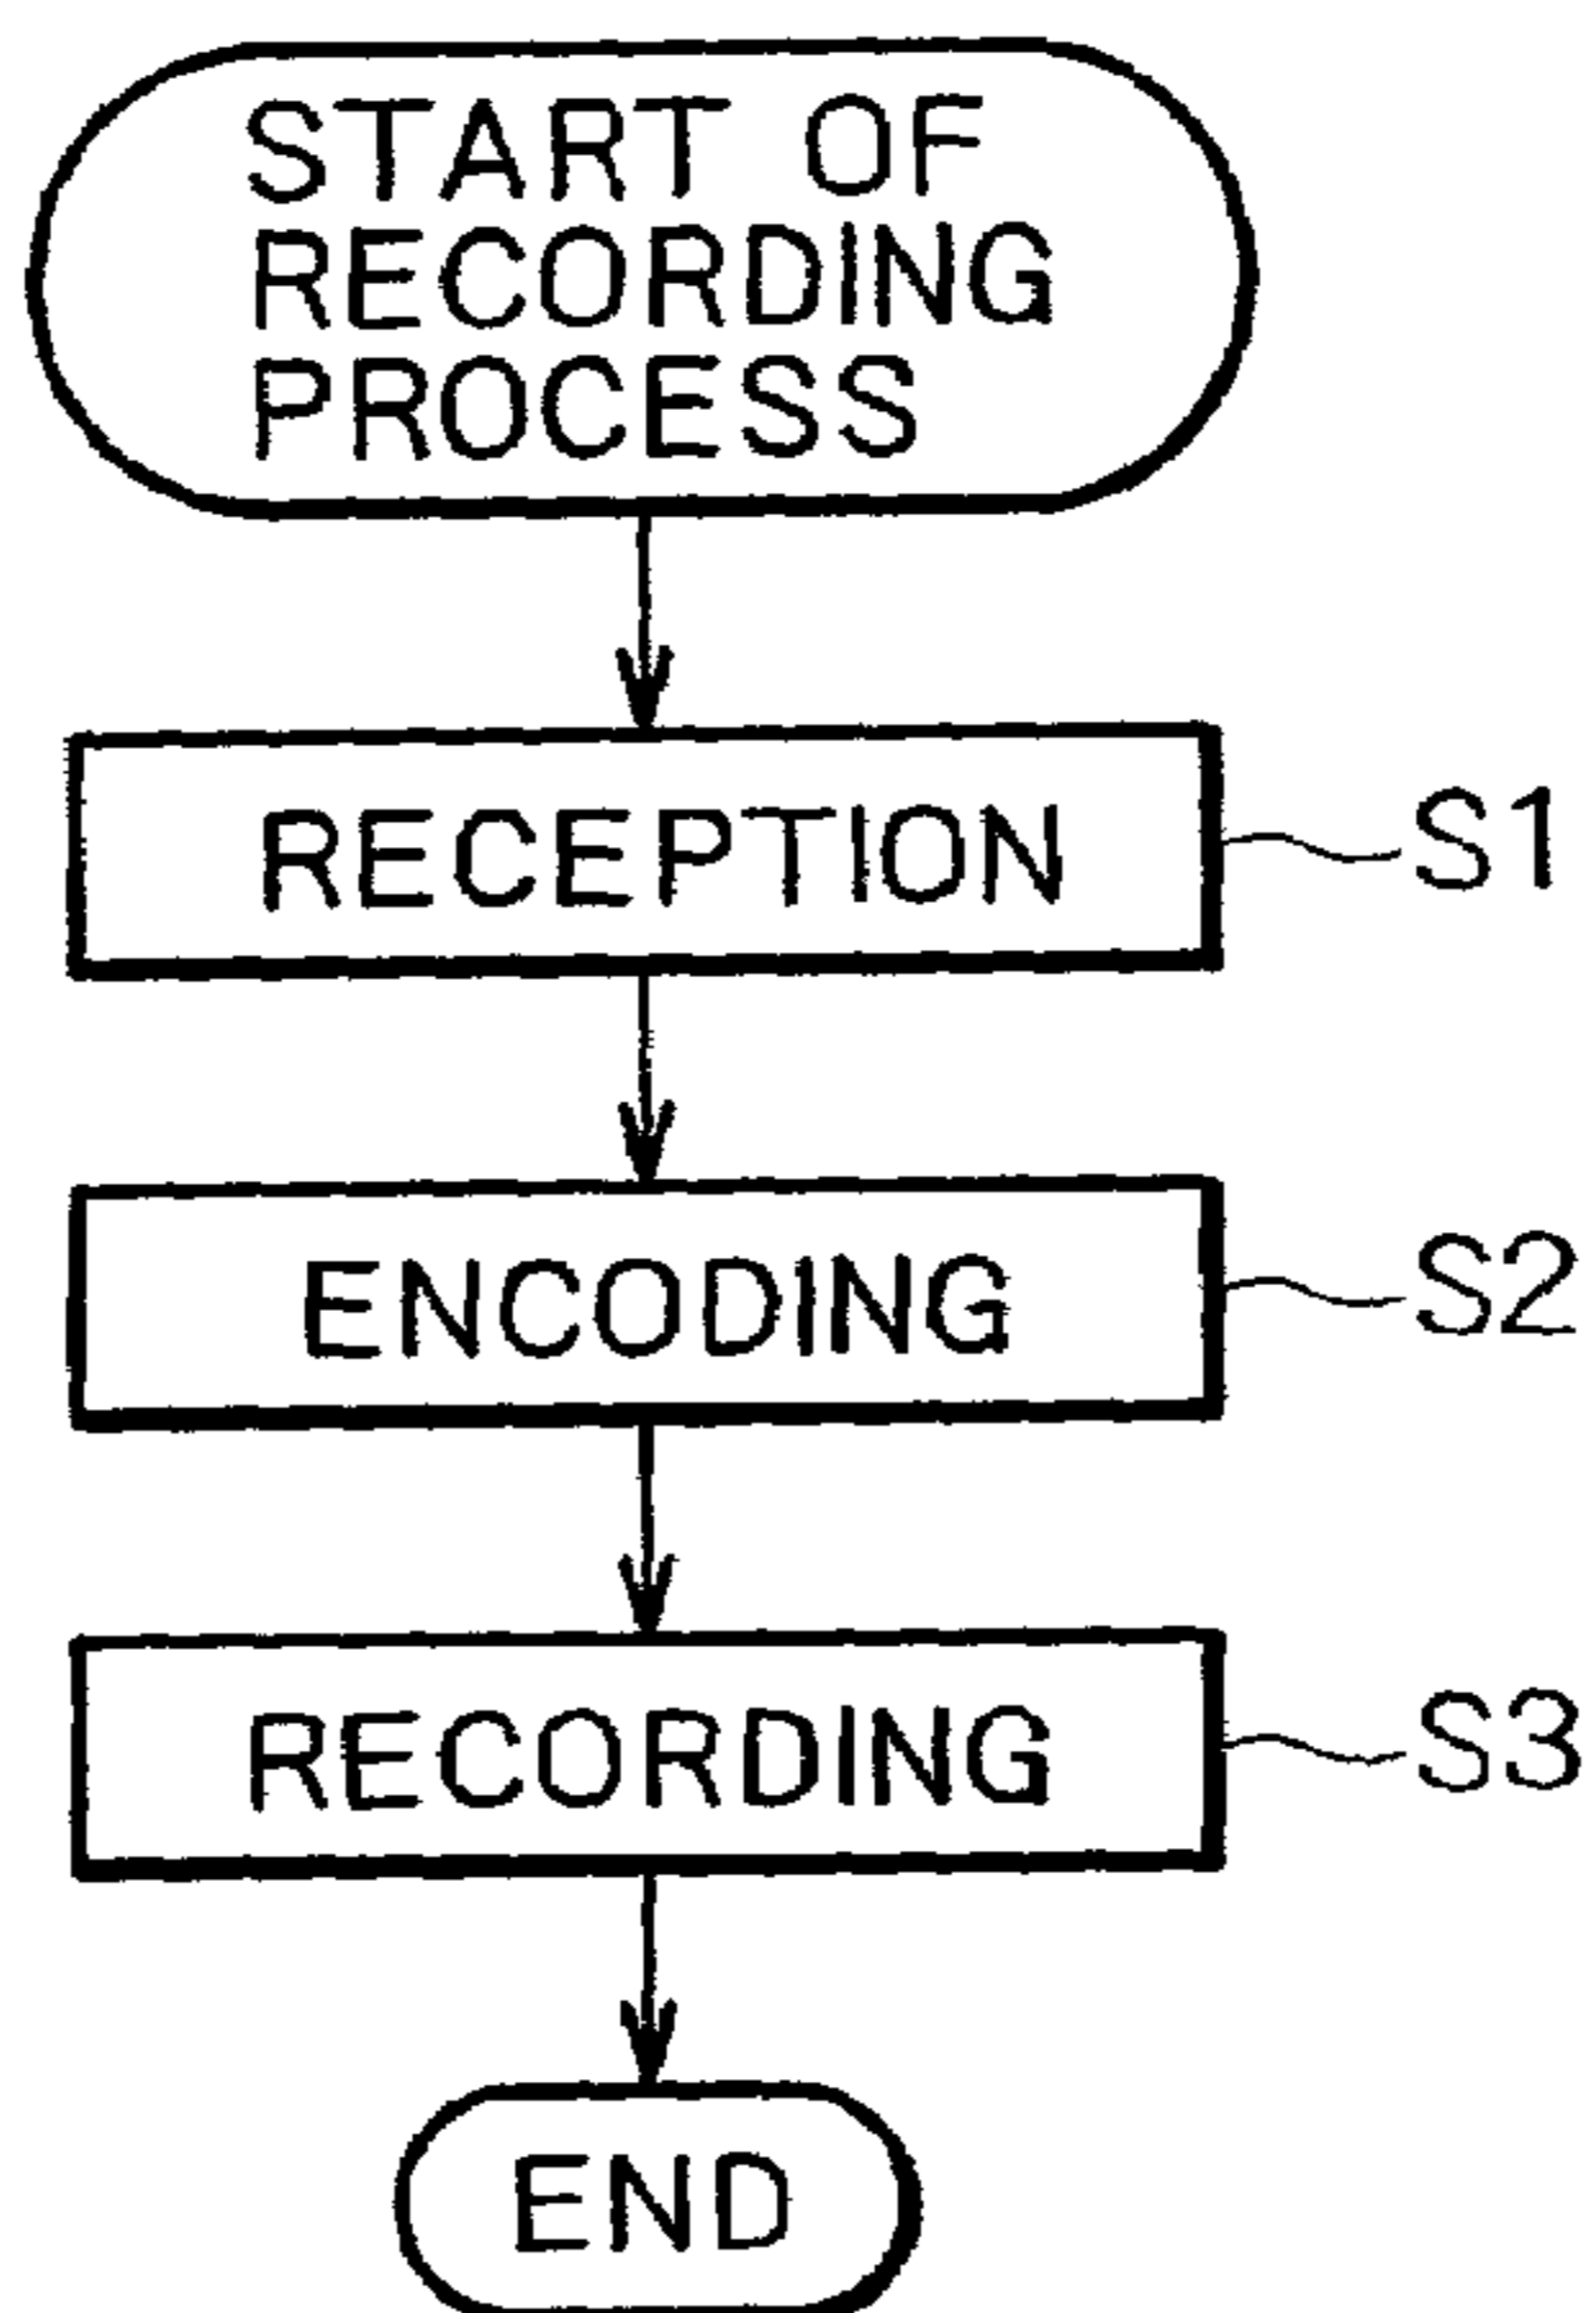 START OF
RECORDING
PROCESS
RECEPTION
S1
ENCODING
S2
RECORDING
S3
END